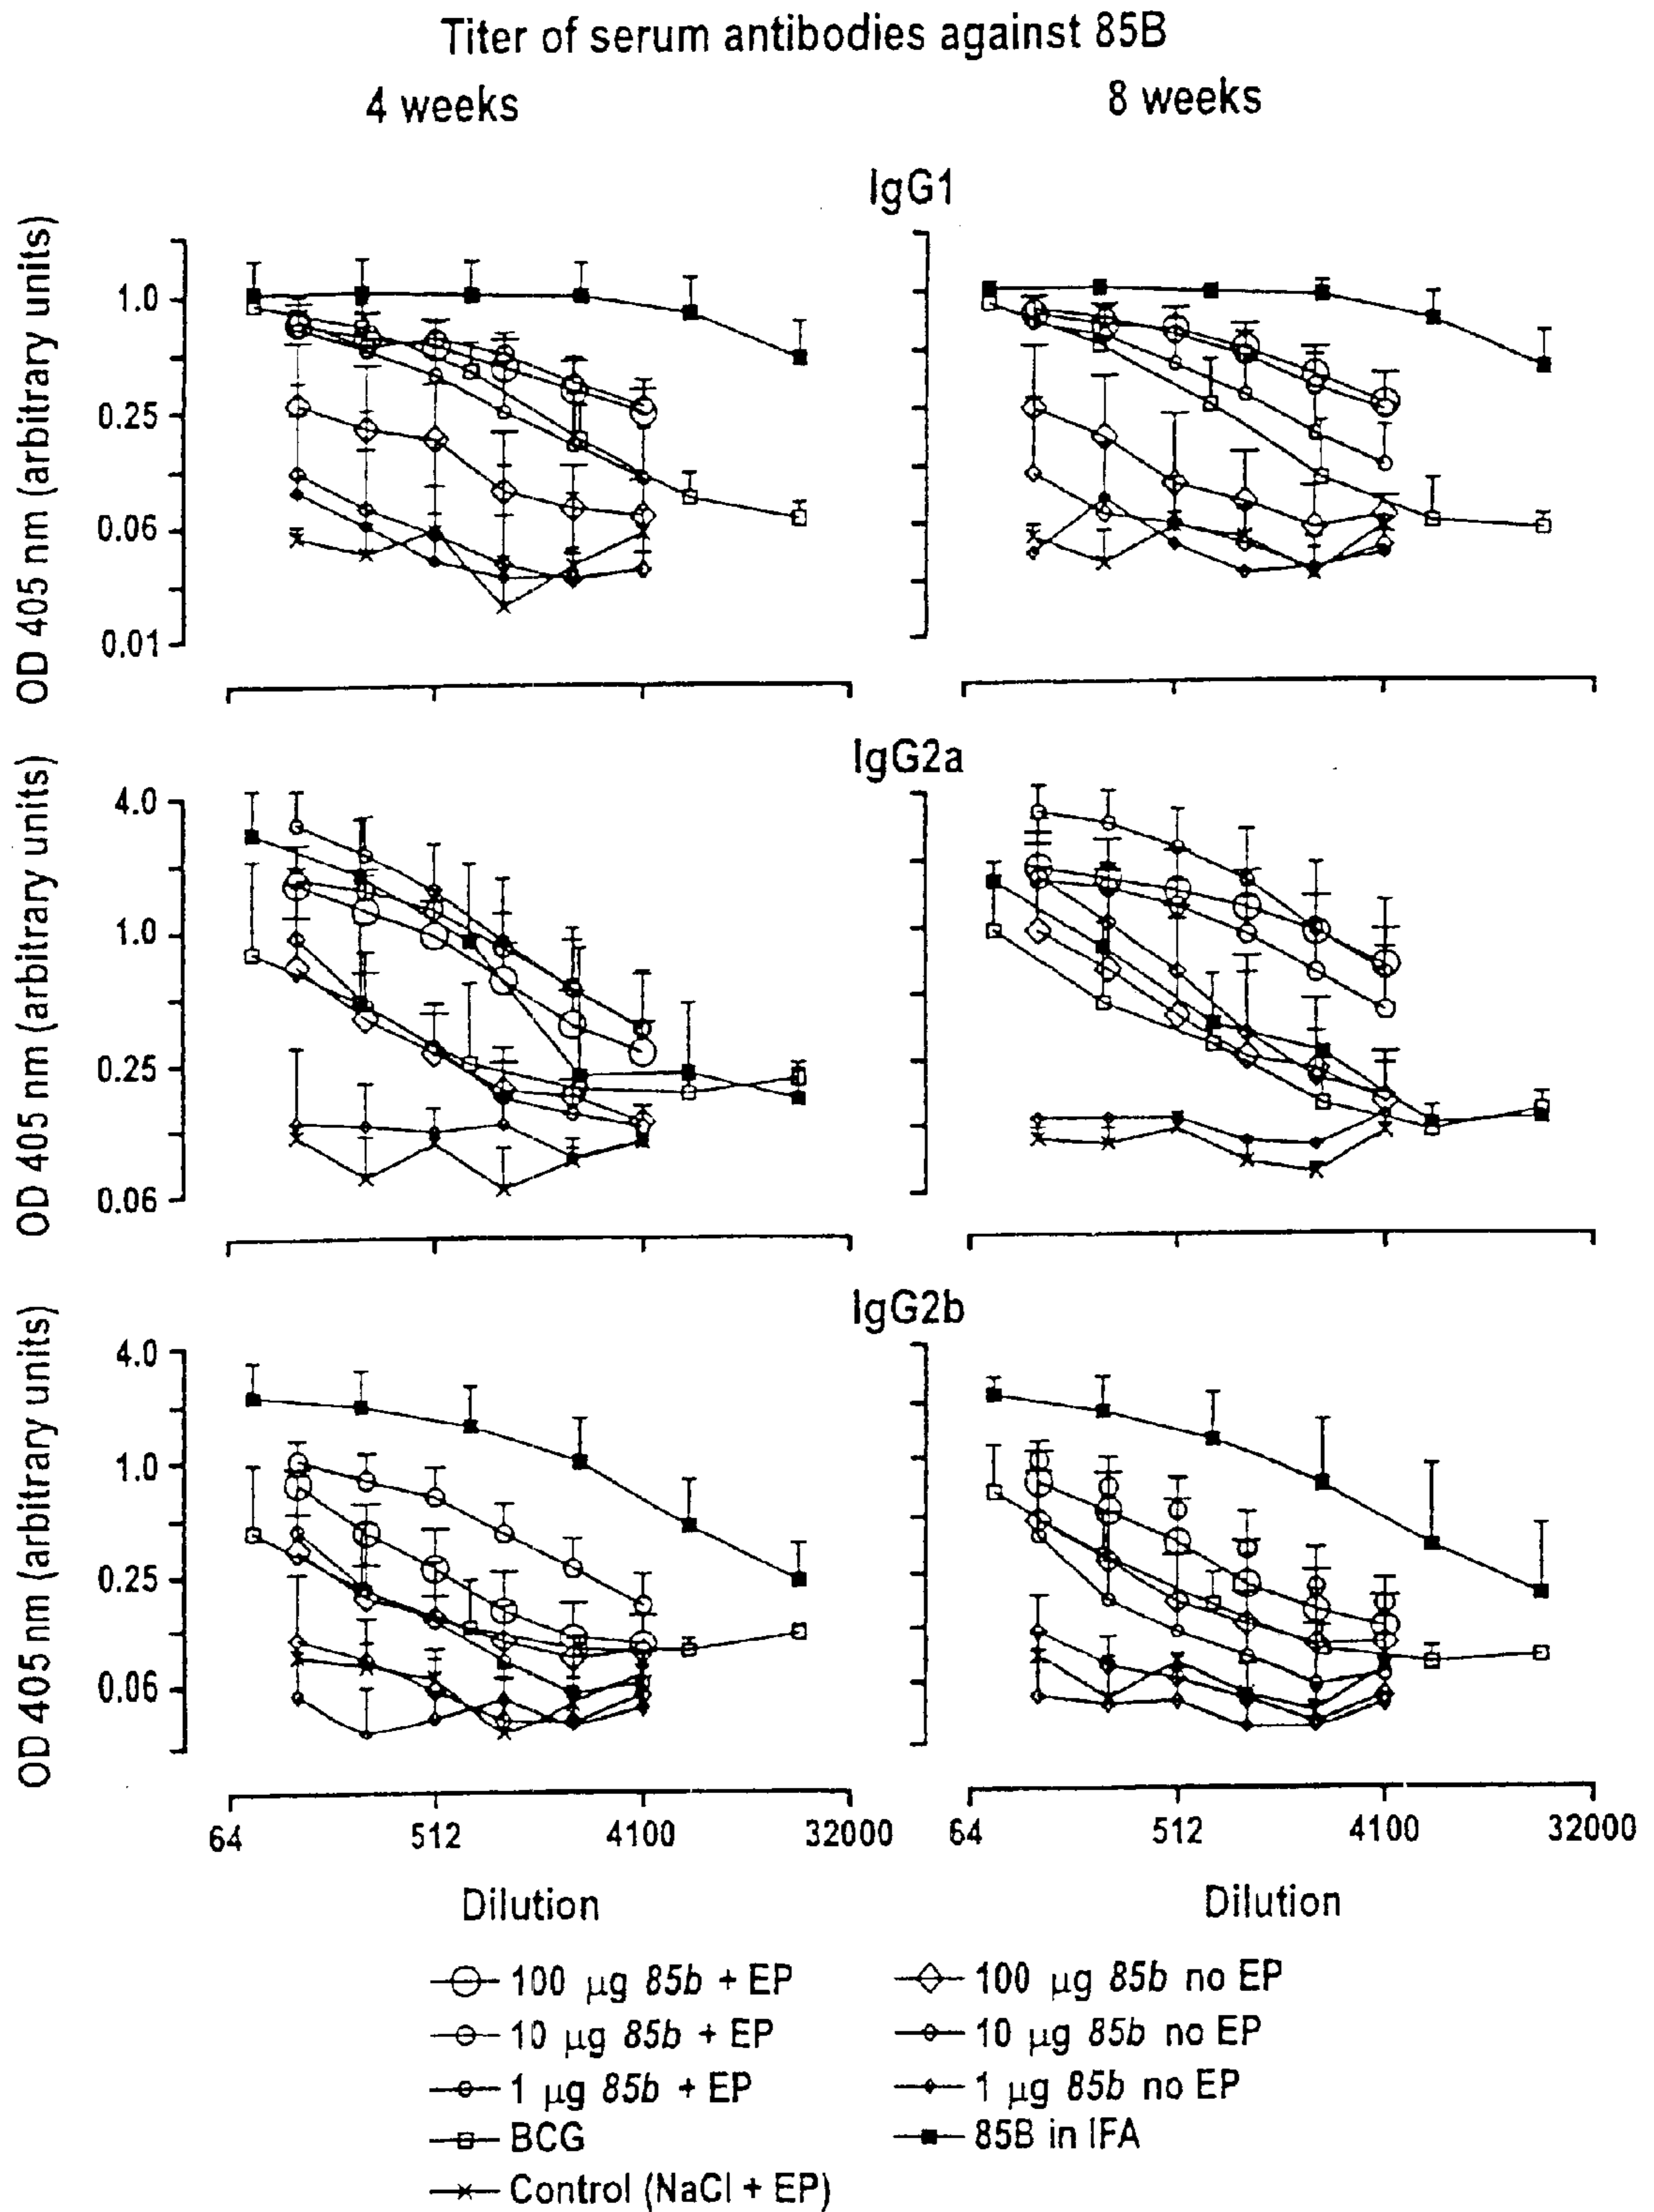 Titer of serum antibodies against 85B
4 weeks
8 weeks
IgG1
OD 405 nm (arbitrary units)
1.0
0.25
0.06
0.01
IgG2a
OD 405 nm (arbitrary units)
4.0
1.0
0.25
0.06
IgG2b
OD 405 nm (arbitrary units)
4.0
1.0
0.25
0.06
64 512 4100 32000
64 512 4100 32000
Dilution
Dilution
100 μg 85b + EP
100 μg 85b no EP
10 μg 85b + EP
10 μg 85b no EP
1 μg 85b + EP
1 μg 85b no EP
BCG
85B in IFA
Control (NaCl + EP)